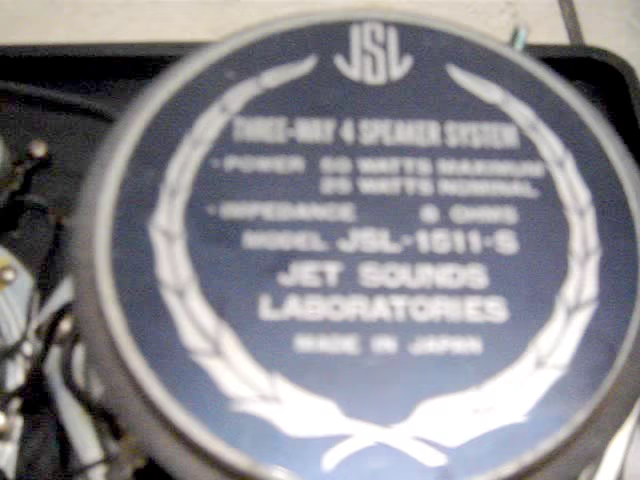 JSL
THREE-WAY 4 SPEAKER SYSTEM
·POWER 50 WATTS MAXIMUM
25 WATTS NOMINAL
·IMPEDANCE 8 OHMS
MODEL JSL-1511-S
JET SOUNDS
LABORATORIES
MADE IN JAPAN